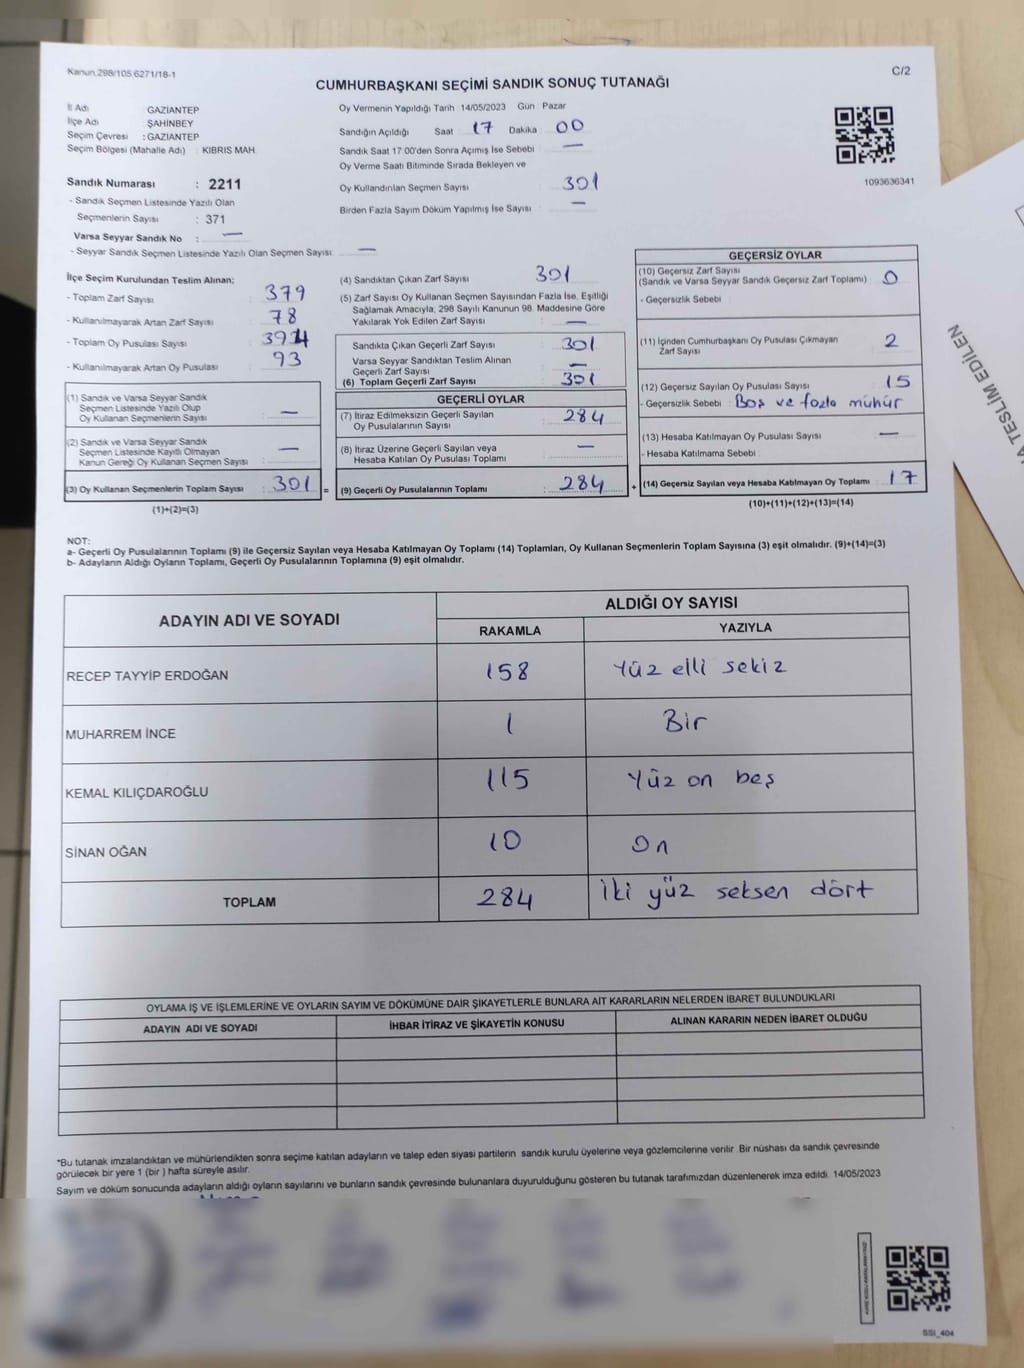 Kanun.298/105,6271/18-1
C/2
CUMHURBAŞKANI SEÇİMİ SANDIK SONUÇ TUTANAĞI
İl Adı GAZİANTEP
İlçe Adı ŞAHİNBEY
Seçim Çevresi : GAZİANTEP
Seçim Bölgesi (Mahalle Adı) : KIBRIS MAH.
Sandık Numarası : 2211
- Sandık Seçmen Listesinde Yazılı Olan
Seçmenlerin Sayısı : 371
Varsa Seyyar Sandık No : —
- Seyyar Sandık Seçmen Listesinde Yazılı Olan Seçmen Sayısı: —
Oy Vermenin Yapıldığı Tarih :14/05/2023 Gün Pazar
Sandığın Açıldığı Saat 17 Dakika 00
Sandık Saat 17:00'den Sonra Açımış İse Sebebi : —
Oy Verme Saati Bitiminde Sırada Bekleyen ve
Oy Kullandırılan Seçmen Sayısı : 301
Birden Fazla Sayım Döküm Yapılmış İse Sayısı : —
1093636341
İlçe Seçim Kurulundan Teslim Alınan;
- Toplam Zarf Sayısı : 379
- Kullanılmayarak Artan Zarf Sayısı : 78
- Toplam Oy Pusulası Sayısı : 394
- Kullanılmayarak Artan Oy Pusulası : 93
(1) Sandık ve Varsa Seyyar Sandık
Seçmen Listesinde Yazılı Olup
Oy Kullanan Seçmenlerin Sayısı : —
(2) Sandık ve Varsa Seyyar Sandık
Seçmen Listesinde Kayıtlı Olmayan
Kanun Gereği Oy Kullanan Seçmen Sayısı : —
(3) Oy Kullanan Seçmenlerin Toplam Sayısı : 301 =
(1)+(2)=(3)
(4) Sandıktan Çıkan Zarf Sayısı 301
(5) Zarf Sayısı Oy Kullanan Seçmen Sayısından Fazla İse, Eşitliği
Sağlamak Amacıyla; 298 Sayılı Kanunun 98. Maddesine Göre
Yakılarak Yok Edilen Zarf Sayısı : —
Sandıkta Çıkan Geçerli Zarf Sayısı : 301
Varsa Seyyar Sandıktan Teslim Alınan
Geçerli Zarf Sayısı : —
(6) Toplam Geçerli Zarf Sayısı : 301
GEÇERLİ OYLAR
(7) İtiraz Edilmeksizin Geçerli Sayılan
Oy Pusulalarının Sayısı : 284
(8) İtiraz Üzerine Geçerli Sayılan veya
Hesaba Katılan Oy Pusulası Toplamı : —
(9) Geçerli Oy Pusulalarının Toplamı : 284 +
GEÇERSİZ OYLAR
(10) Geçersiz Zarf Sayısı
(Sandık ve Varsa Seyyar Sandık Geçersiz Zarf Toplamı) : 0
- Geçersizlik Sebebi :
(11) İçinden Cumhurbaşkanı Oy Pusulası Çıkmayan
Zarf Sayısı : 2
(12) Geçersiz Sayılan Oy Pusulası Sayısı : 15
- Geçersizlik Sebebi : Boş ve fazla mühür
(13) Hesaba Katılmayan Oy Pusulası Sayısı : —
- Hesaba Katılmama Sebebi :
(14) Geçersiz Sayılan veya Hesaba Katılmayan Oy Toplamı : 17
(10)+(11)+(12)+(13)=(14)
NOT:
a- Geçerli Oy Pusulalarının Toplamı (9) ile Geçersiz Sayılan veya Hesaba Katılmayan Oy Toplamı (14) Toplamları, Oy Kullanan Seçmenlerin Toplam Sayısına (3) eşit olmalıdır. (9)+(14)=(3)
b- Adayların Aldığı Oyların Toplamı, Geçerli Oy Pusulalarının Toplamına (9) eşit olmalıdır.
ADAYIN ADI VE SOYADI
ALDIĞI OY SAYISI
RAKAMLA YAZIYLA
RECEP TAYYİP ERDOĞAN 158 Yüz elli sekiz
MUHARREM İNCE 1 Bir
KEMAL KILIÇDAROĞLU 115 Yüz on beş
SİNAN OĞAN 10 On
TOPLAM 284 İki yüz seksen dört
OYLAMA İŞ VE İŞLEMLERİNE VE OYLARIN SAYIM VE DÖKÜMÜNE DAİR ŞİKAYETLERLE BUNLARA AİT KARARLARIN NELERDEN İBARET BULUNDUKLARI
ADAYIN ADI VE SOYADI İHBAR İTİRAZ VE ŞİKAYETİN KONUSU ALINAN KARARIN NEDEN İBARET OLDUĞU
*Bu tutanak imzalandıktan ve mühürlendikten sonra seçime katılan adayların ve talep eden siyasi partilerin sandık kurulu üyelerine veya gözlemcilerine verilir. Bir nüshası da sandık çevresinde
görülecek bir yere 1 (bir ) hafta süreyle asılır.
Sayım ve döküm sonucunda adayların aldığı oyların sayılarını ve bunların sandık çevresinde bulunanlara duyurulduğunu gösteren bu tutanak tarafımızdan düzenlenerek imza edildi. 14/05/2023
SSI_404
TESLİM EDİLEN